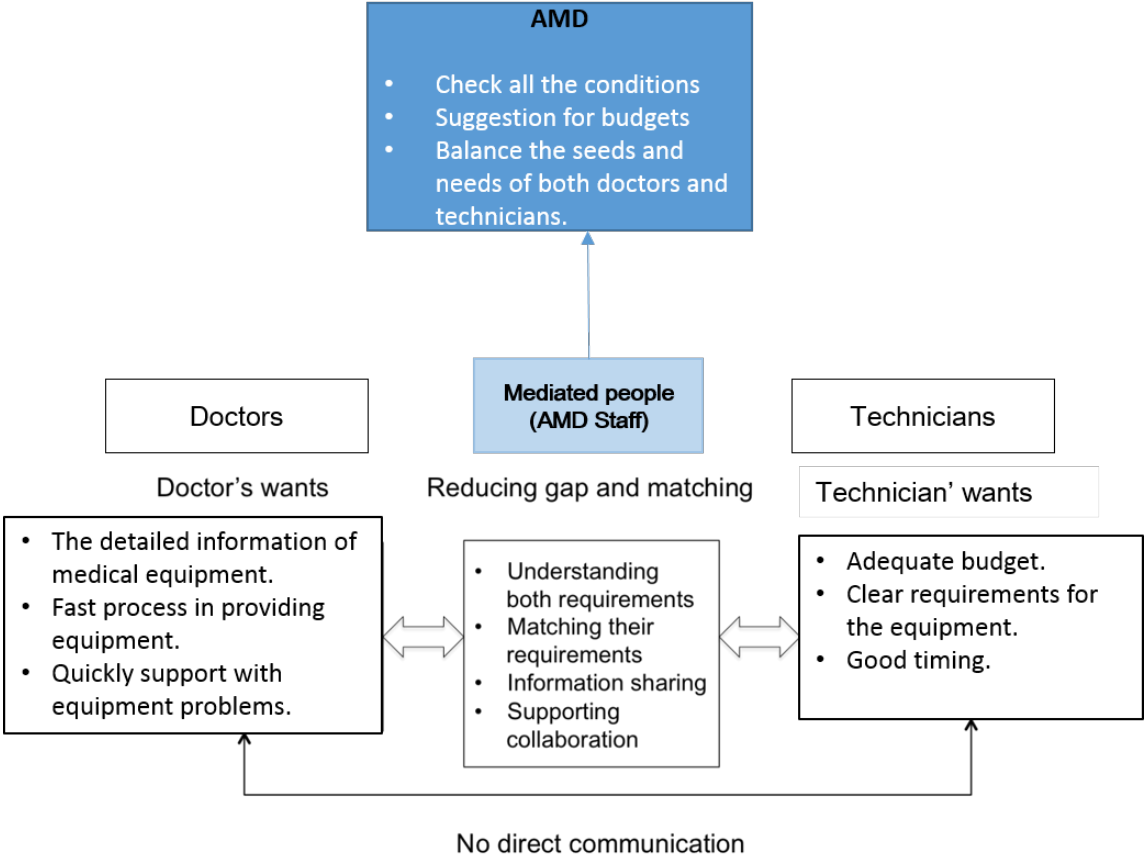 AMD
• Check all the conditions
• Suggestion for budgets
• Balance the seeds and
needs of both doctors and
technicians.
Doctors
Mediated people
(AMD Staff)
Technicians
Doctor’s wants
Reducing gap and matching
Technician’ wants
• The detailed information of
medical equipment.
• Fast process in providing
equipment.
• Quickly support with
equipment problems.
• Understanding
both requirements
• Matching their
requirements
• Information sharing
• Supporting
collaboration
• Adequate budget.
• Clear requirements for
the equipment.
• Good timing.
No direct communication